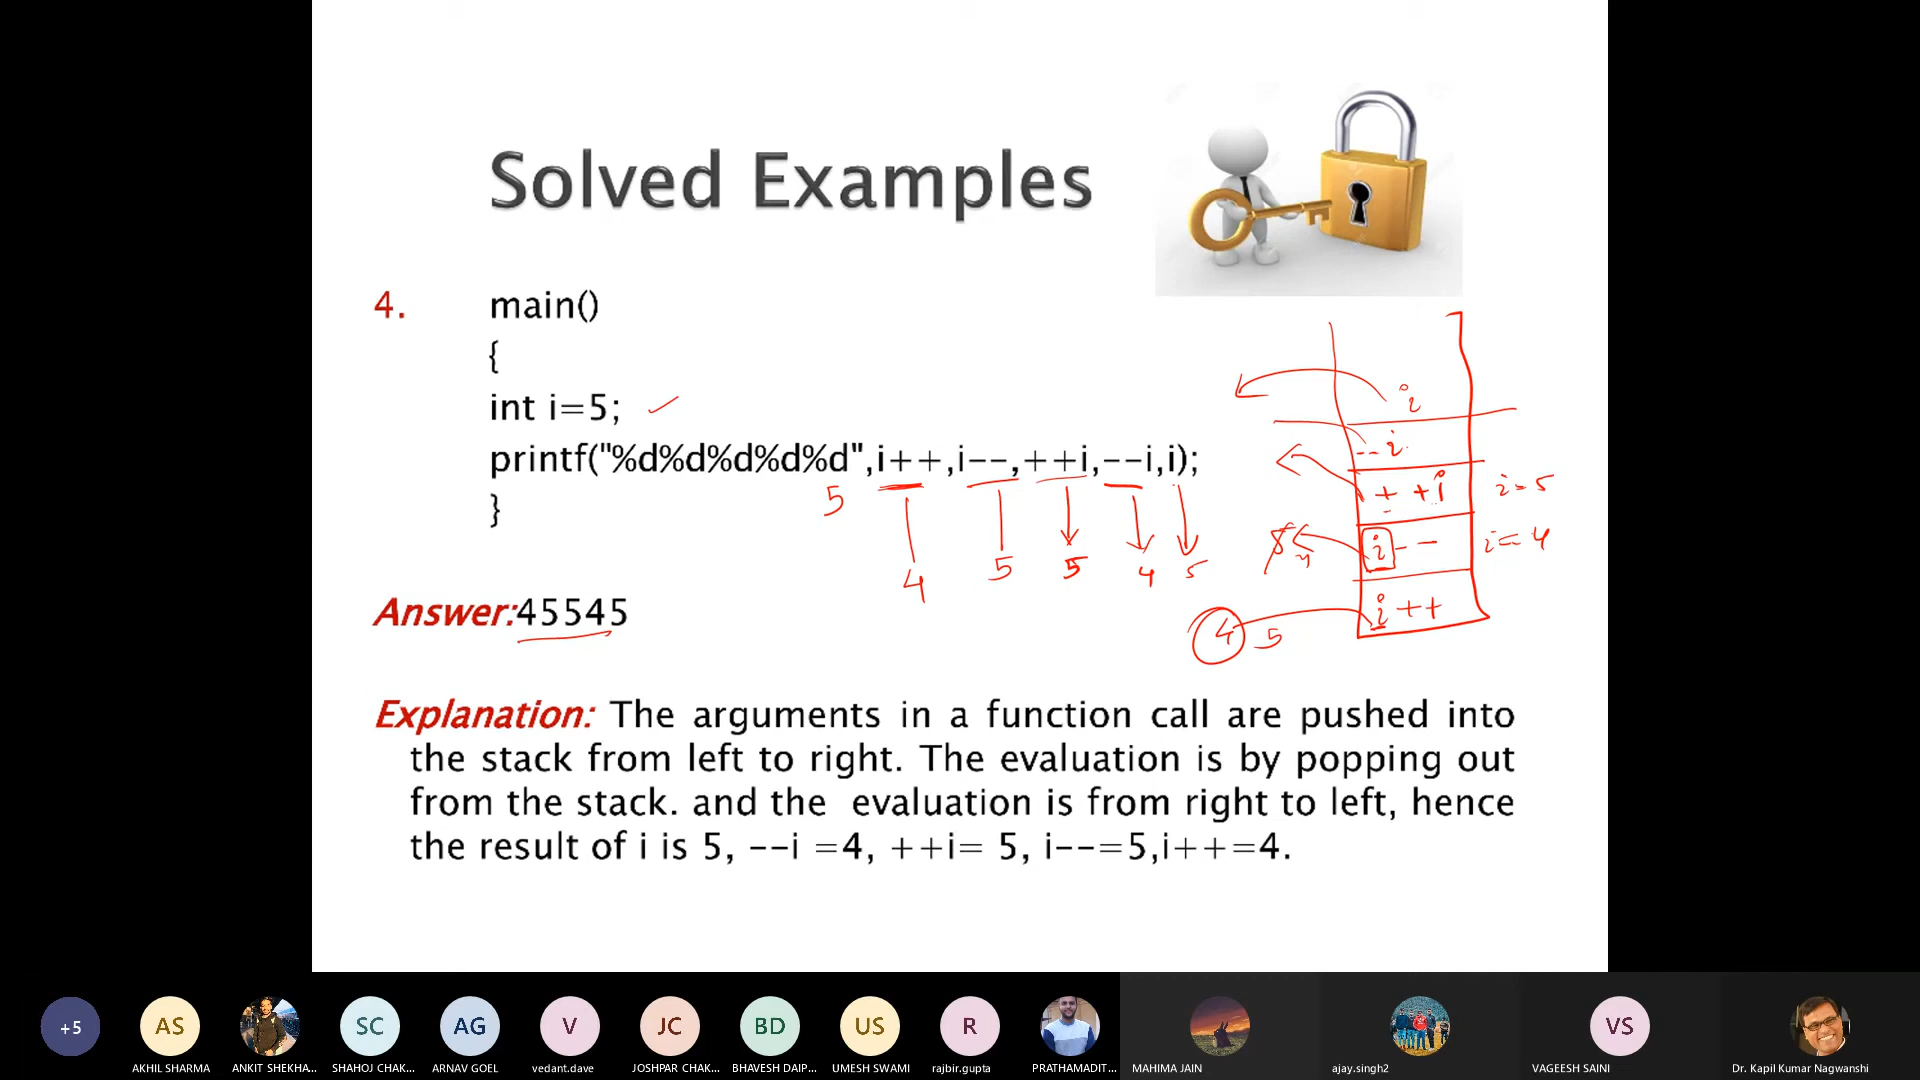 Solved Examples
4. main()
{
int i=5;
printf("%d%d%d%d%d",i++,i--,++i,--i,i);
}
5
4 5 5 4 5
i
--i
++i i=5
i-- i=4
i++
4 5
Answer:45545
Explanation: The arguments in a function call are pushed into
the stack from left to right. The evaluation is by popping out
from the stack. and the evaluation is from right to left, hence
the result of i is 5, --i =4, ++i= 5, i--=5,i++=4.
+5 AS SC AG V JC BD US R VS
AKHIL SHARMA ANKIT SHEKHA... SHAHOJ CHAK... ARNAV GOEL vedant.dave JOSHPAR CHAK... BHAVESH DAIP... UMESH SWAMI rajbir.gupta PRATHAMADIT... MAHIMA JAIN ajay.singh2 VAGEESH SAINI Dr. Kapil Kumar Nagwanshi